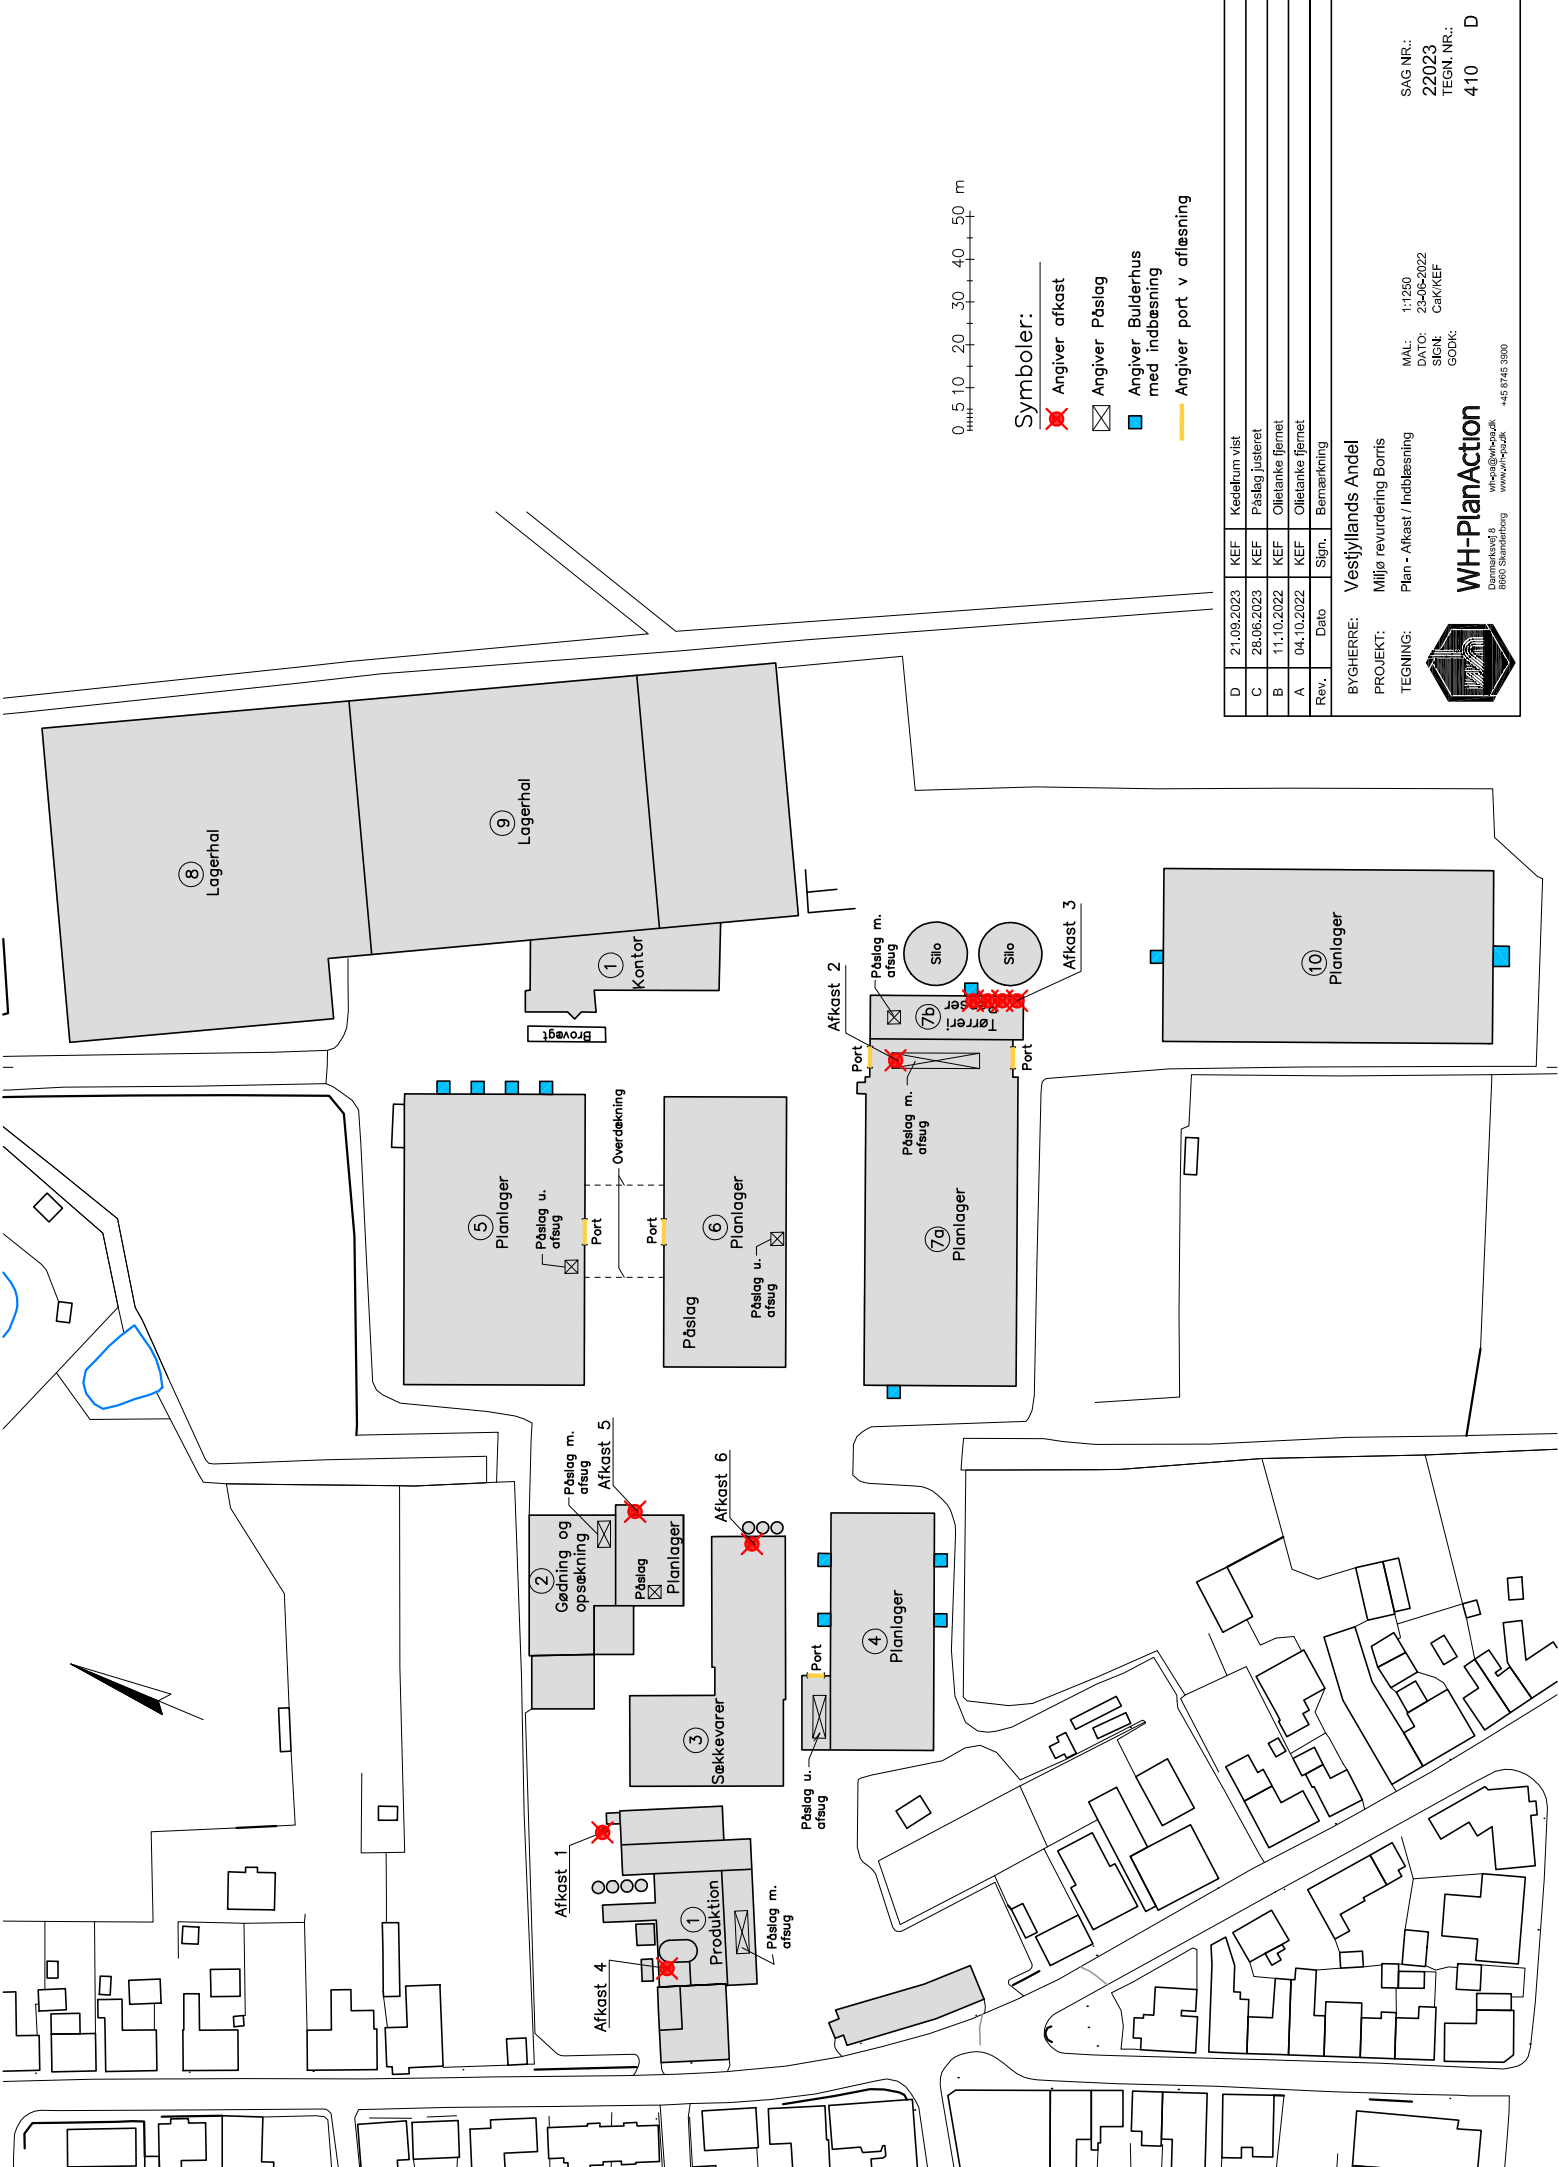 8
Lagerhal
9
Lagerhal
1
Kontor
Brovægt
5
Planlager
Påslag u.
afsug
Port
Overdækning
Port
6
Planlager
Påslag u.
afsug
Påslag
Afkast 2
Påslag m.
afsug
Silo
Silo
Afkast 3
7b
Tørreri
Port
Port
Påslag m.
afsug
7a
Planlager
10
Planlager
2
Gødning og
opsækning
Påslag m.
afsug
Afkast 5
Påslag
Planlager
Afkast 6
3
Sækkevarer
Port
4
Planlager
Påslag u.
afsug
Afkast 1
Afkast 4
1
Produktion
Påslag m.
afsug
0 5 10 20 30 40 50 m
Symboler:
Angiver afkast
Angiver Påslag
Angiver Bulderhus
med indbæsning
Angiver port v aflæsning
D 21.09.2023 KEF Kedelrum vist
C 28.06.2023 KEF Påslag justeret
B 11.10.2022 KEF Olietanke fjernet
A 04.10.2022 KEF Olietanke fjernet
Rev. Dato Sign. Bemærkning
BYGHERRE: Vestjyllands Andel
PROJEKT: Miljø revurdering Borris
TEGNING: Plan - Afkast / Indblæsning
MÅL: 1:1250
DATO: 23-06-2022
SIGN: CaK/KEF
GODK:
SAG NR.:
22023
TEGN. NR.:
410 D
WH-PlanAction
Danmarksvej 8 wh-pa@wh-pa.dk
8660 Skanderborg www.wh-pa.dk +45 8745 3900